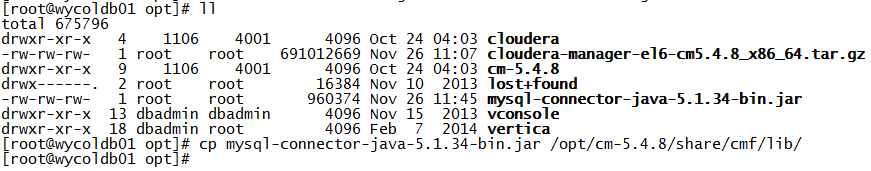 [root@wycoldb01 opt]# ll
total 675796
drwxr-xr-x 4 1106 4001 4096 Oct 24 04:03 cloudera
-rw-rw-rw- 1 root root 691012669 Nov 26 11:07 cloudera-manager-el6-cm5.4.8_x86_64.tar.gz
drwxr-xr-x 9 1106 4001 4096 Oct 24 04:03 cm-5.4.8
drwx------. 2 root root 16384 Nov 10 2013 lost+found
-rw-rw-rw- 1 root root 960374 Nov 26 11:45 mysql-connector-java-5.1.34-bin.jar
drwxr-xr-x 13 dbadmin dbadmin 4096 Nov 15 2013 vconsole
drwxr-xr-x 18 dbadmin root 4096 Feb 7 2014 vertica
[root@wycoldb01 opt]# cp mysql-connector-java-5.1.34-bin.jar /opt/cm-5.4.8/share/cmf/lib/
[root@wycoldb01 opt]#